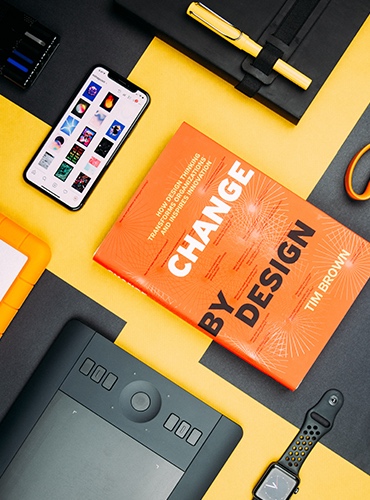 HOW DESIGN THINKING
TRANSFORMS ORGANIZATIONS
AND INSPIRES INNOVATION
CHANGE
BY
DESIGN
TIM BROWN